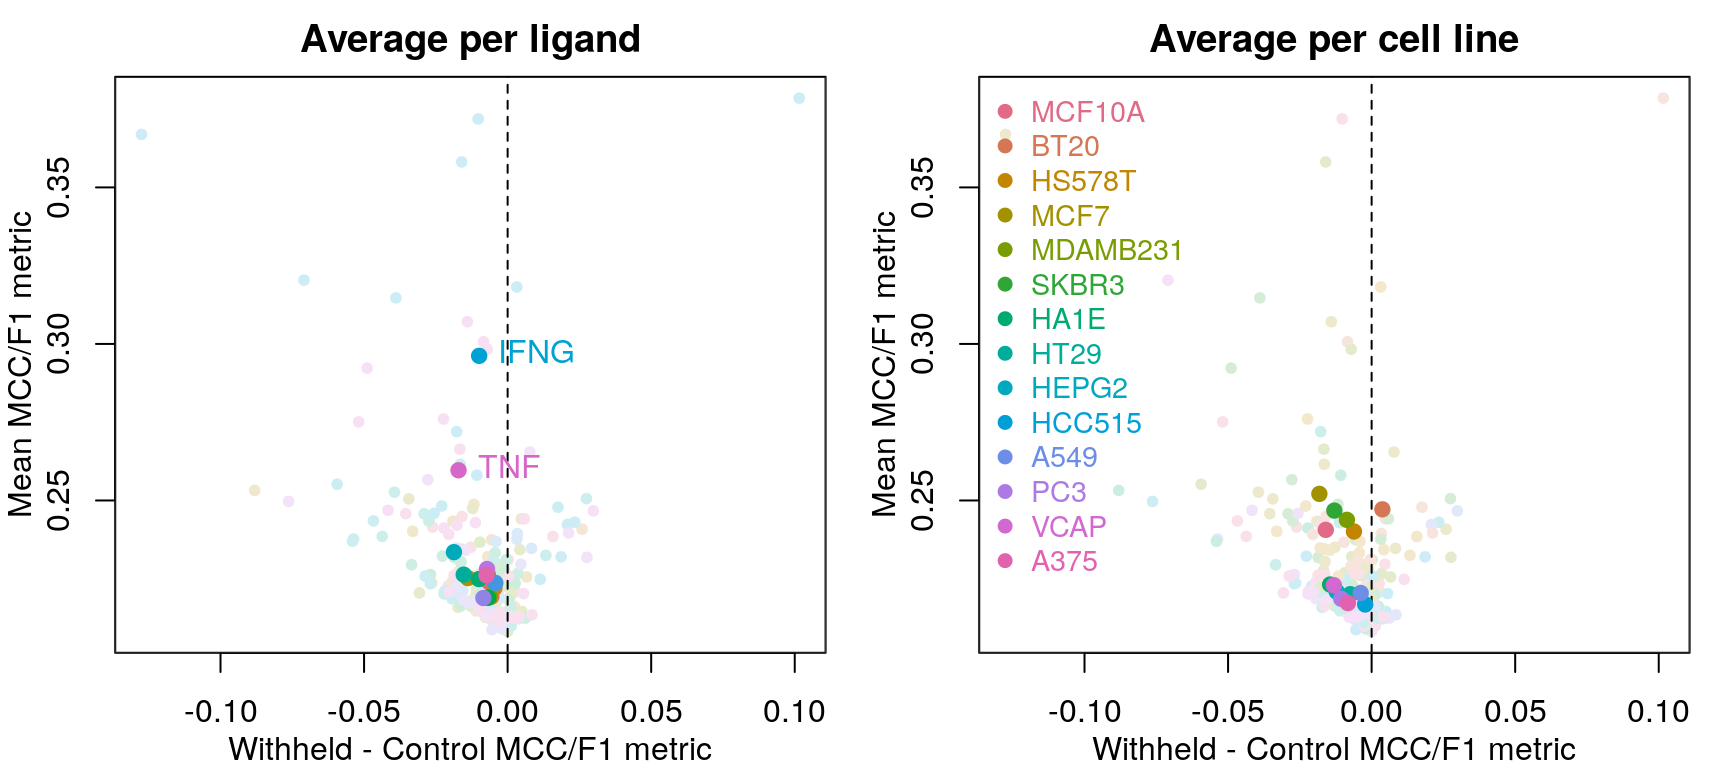 Average per ligand
Mean MCC/F1 metric
0.35
0.30
0.25
IFNG
TNF
-0.10 -0.05 0.00 0.05 0.10
Withheld - Control MCC/F1 metric
Average per cell line
Mean MCC/F1 metric
0.35
0.30
0.25
MCF10A
BT20
HS578T
MCF7
MDAMB231
SKBR3
HA1E
HT29
HEPG2
HCC515
A549
PC3
VCAP
A375
-0.10 -0.05 0.00 0.05 0.10
Withheld - Control MCC/F1 metric